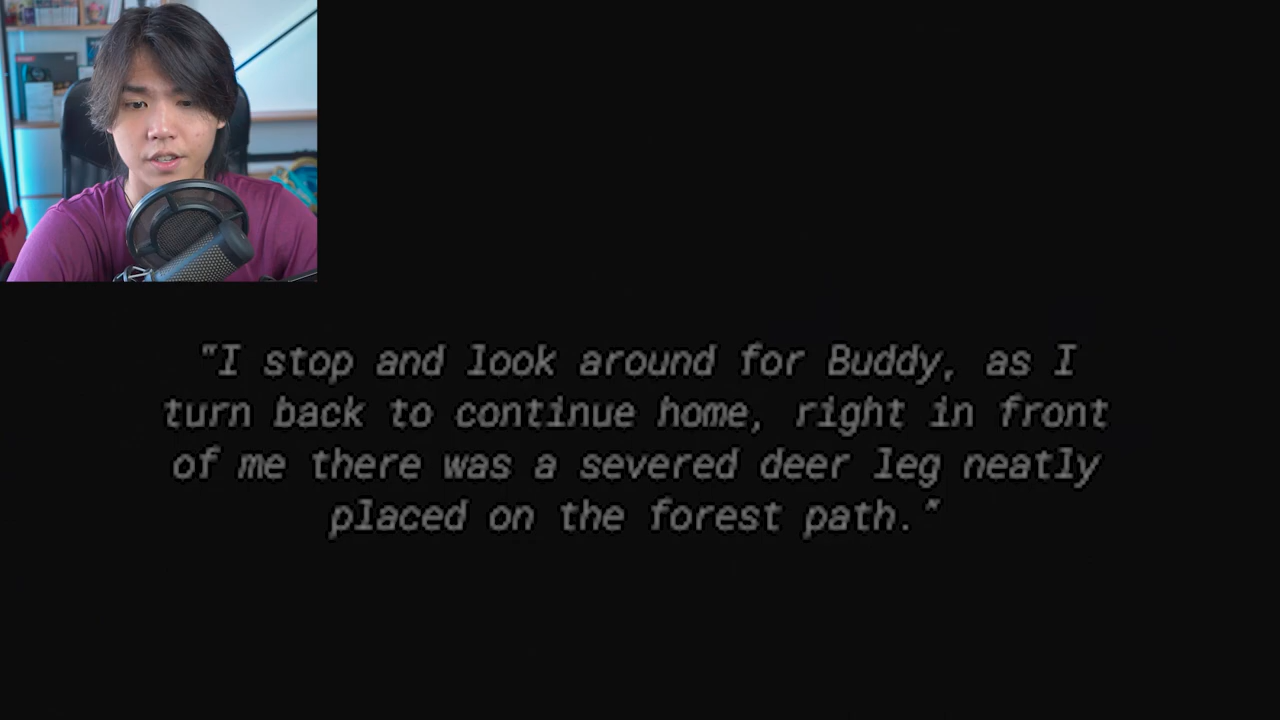 "I stop and look around for Buddy, as I
turn back to continue home, right in front
of me there was a severed deer leg neatly
placed on the forest path."